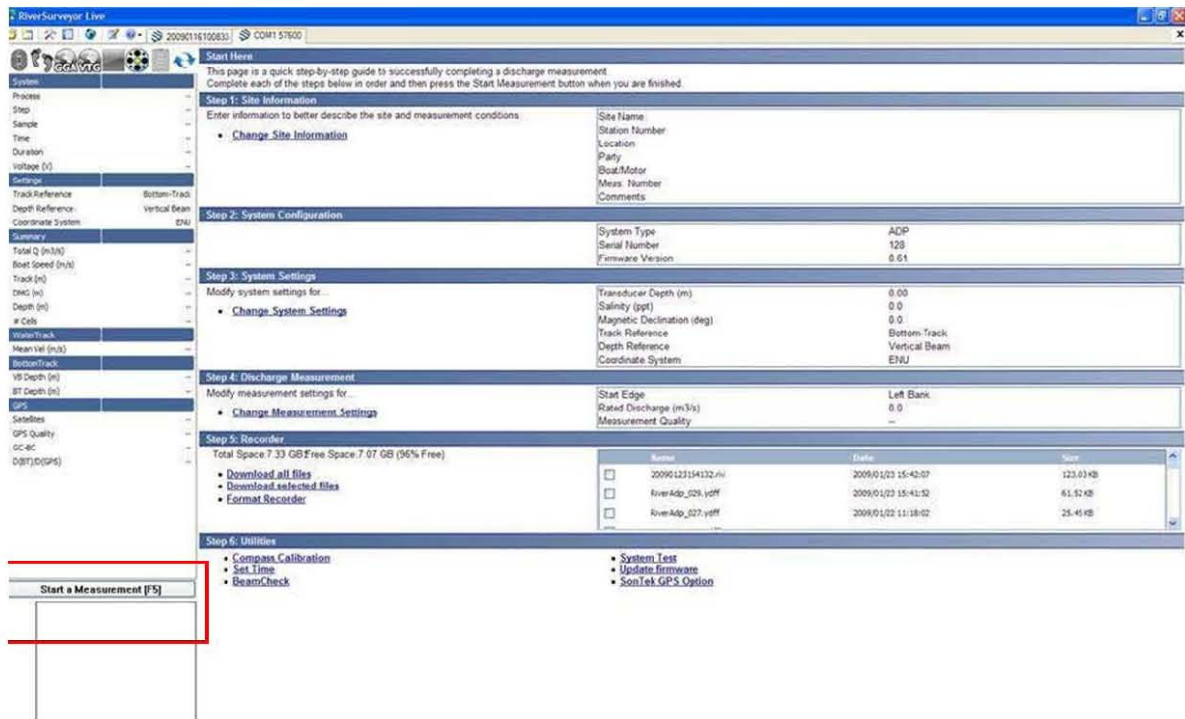 RiverSurveyor Live
20090116100833 COM1 57600
GGA VTG
System
Process --
Step --
Sample --
Time --
Duration --
Voltage (V) --
Settings
Track Reference Bottom-Track
Depth Reference Vertical Beam
Coordinate System ENU
Summary
Total Q (m3/s) --
Boat Speed (m/s) --
Track (m) --
DMG (m) --
Depth (m) --
# Cells --
WaterTrack
Mean Vel (m/s) --
BottomTrack
VB Depth (m) --
BT Depth (m) --
GPS
Satellites --
GPS Quality --
GC-BC --
D(BT)/D(GPS) --
Start a Measurement [F5]
Start Here
This page is a quick step-by-step guide to successfully completing a discharge measurement.
Complete each of the steps below in order and then press the Start Measurement button when you are finished.
Step 1: Site Information
Enter information to better describe the site and measurement conditions
Change Site Information
Site Name
Station Number
Location
Party
Boat/Motor
Meas. Number
Comments
Step 2: System Configuration
System Type ADP
Serial Number 128
Firmware Version 0.61
Step 3: System Settings
Modify system settings for...
Change System Settings
Transducer Depth (m) 0.00
Salinity (ppt) 0.0
Magnetic Declination (deg) 0.0
Track Reference Bottom-Track
Depth Reference Vertical Beam
Coordinate System ENU
Step 4: Discharge Measurement
Modify measurement settings for...
Change Measurement Settings
Start Edge Left Bank
Rated Discharge (m3/s) 0.0
Measurement Quality --
Step 5: Recorder
Total Space:7.33 GB Free Space:7.07 GB (96% Free)
Download all files
Download selected files
Format Recorder
Name Date Size
20090123154132.riv 2009/01/23 15:42:07 123.03 KB
RiverAdp_029.ydff 2009/01/23 15:41:52 61.52 KB
RiverAdp_027.ydff 2009/01/22 11:18:02 25.45 KB
Step 6: Utilities
Compass Calibration
Set Time
BeamCheck
System Test
Update firmware
SonTek GPS Option